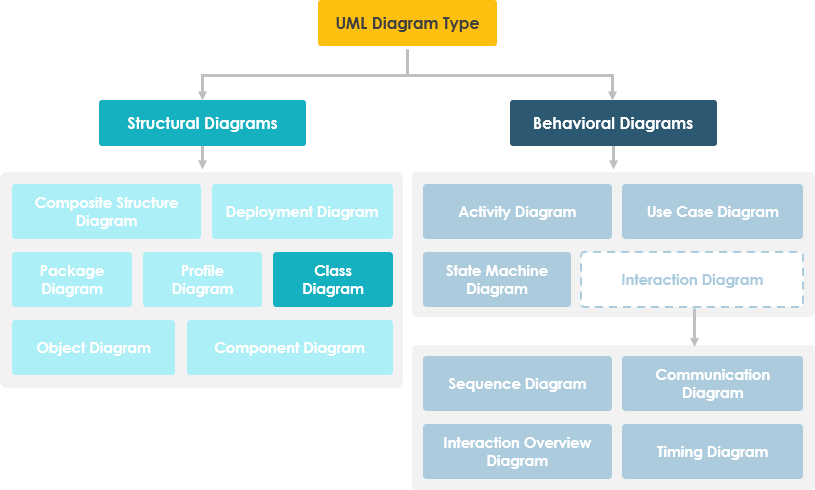 UML Diagram Type
Structural Diagrams
Behavioral Diagrams
Composite Structure
Diagram
Deployment Diagram
Package
Diagram
Profile
Diagram
Class
Diagram
Object Diagram
Component Diagram
Activity Diagram
Use Case Diagram
State Machine
Diagram
Interaction Diagram
Sequence Diagram
Communication
Diagram
Interaction Overview
Diagram
Timing Diagram